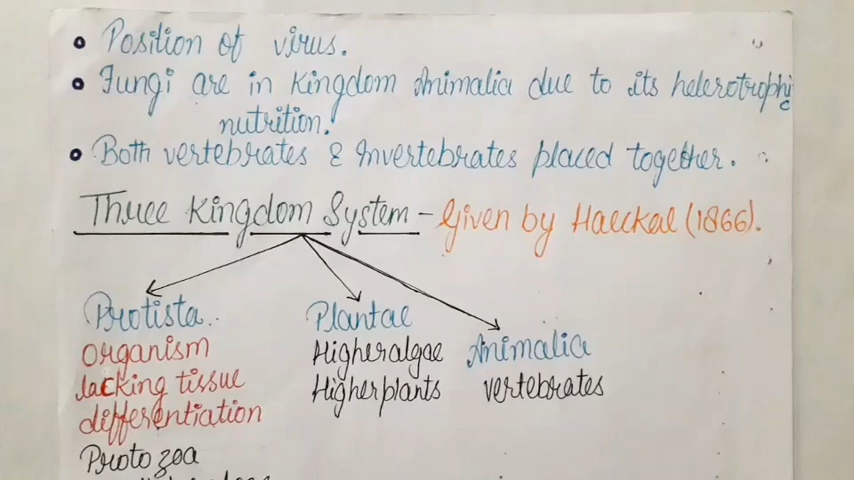 Position of virus.
Fungi are in kingdom Animalia due to its heterotrophic
nutrition.
Both vertebrates & Invertebrates placed together.
Three Kingdom System - Given by Haeckal (1866).
Protista
organism
lacking tissue
differentiation
Protozoa
Plantae
Higher algae
Higher plants
Animalia
vertebrates